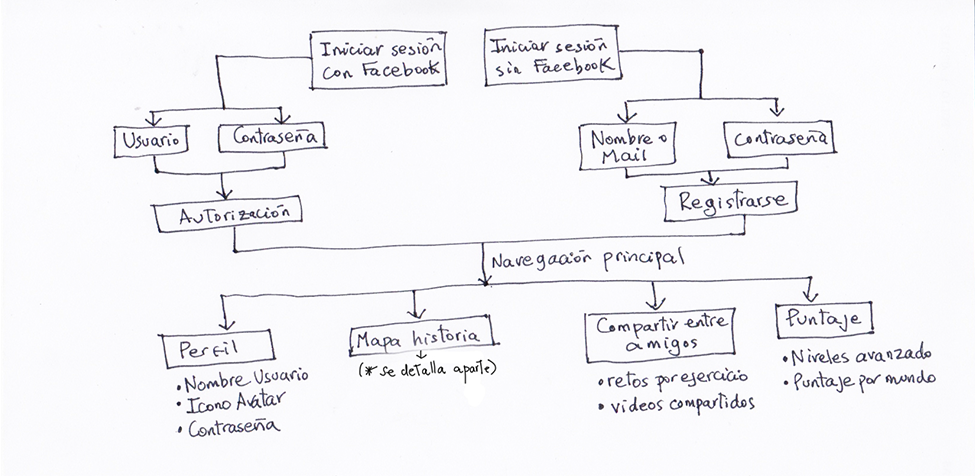 Iniciar sesión
con Facebook
Iniciar sesión
sin Facebook
Usuario
Contraseña
Nombre o
Mail
Contraseña
Autorización
Registrarse
Navegación principal
Perfil
• Nombre Usuario
• Icono Avatar
• Contraseña
Mapa historia
(* se detalla aparte)
Compartir entre
amigos
• retos por ejercicio
• videos compartidos
Puntaje
• Niveles avanzado
• Puntaje por mundo